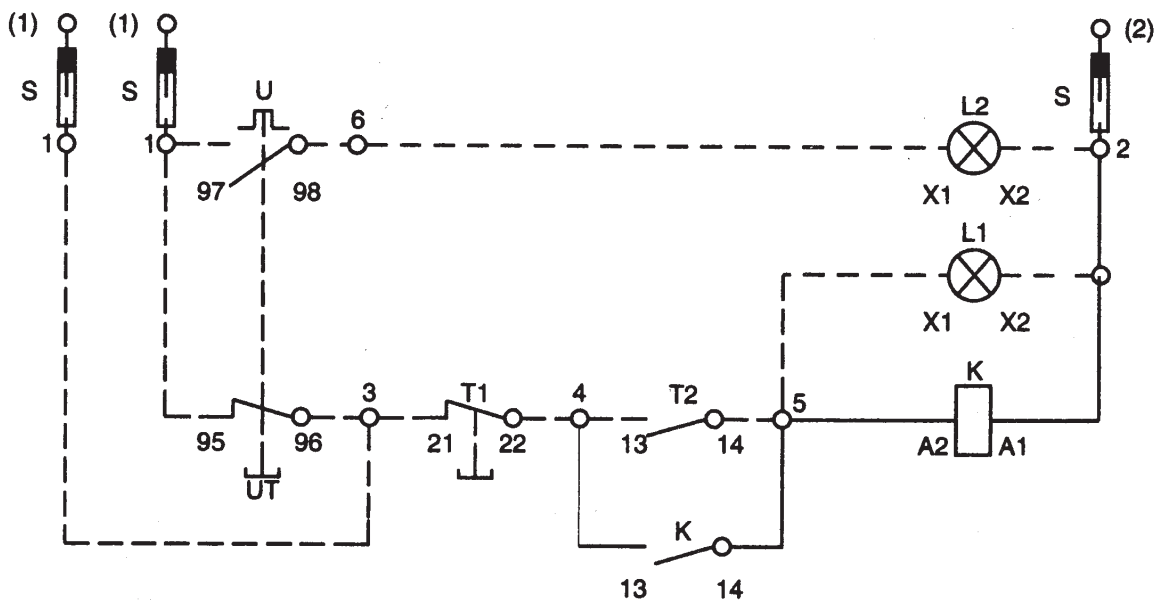 (1) (1) (2)
S S U S
6 L2
1 1 2
97 98 X1 X2
L1
X1 X2
K
3 T1 4 T2 5
95 96 21 22 13 14 A2 A1
UT
K
13 14